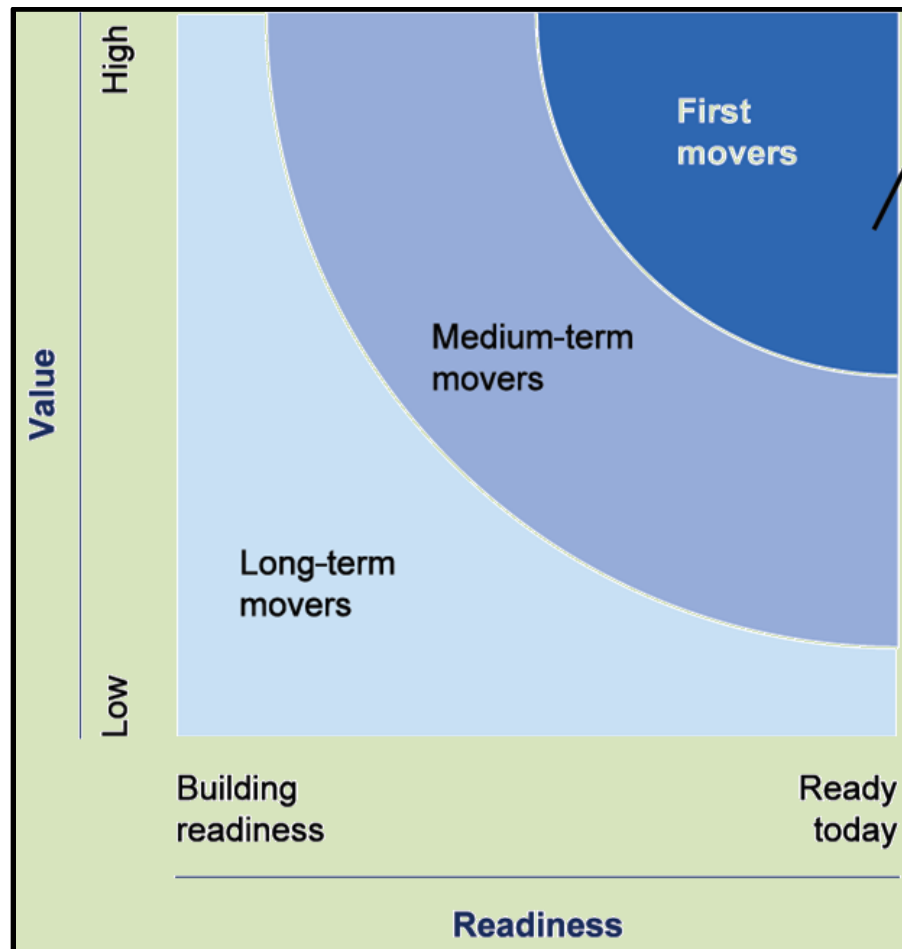 High
First
movers
Value
Medium-term
movers
Long-term
movers
Low
Building
readiness
Ready
today
Readiness